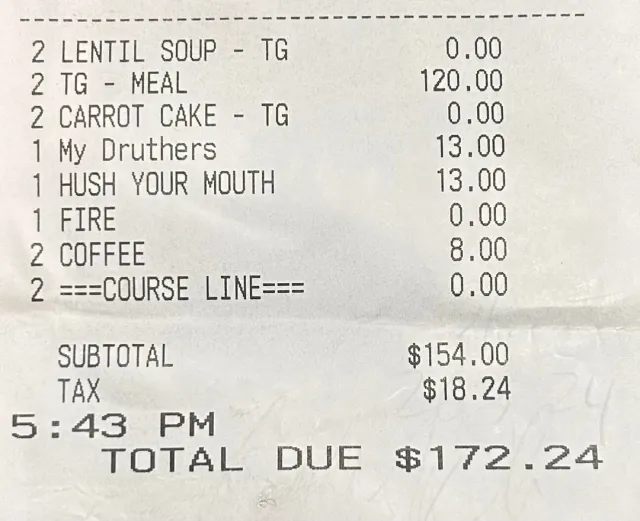 2 LENTIL SOUP - TG 0.00
2 TG - MEAL 120.00
2 CARROT CAKE - TG 0.00
1 My Druthers 13.00
1 HUSH YOUR MOUTH 13.00
1 FIRE 0.00
2 COFFEE 8.00
2 ===COURSE LINE=== 0.00
SUBTOTAL $154.00
TAX $18.24
5:43 PM
TOTAL DUE $172.24